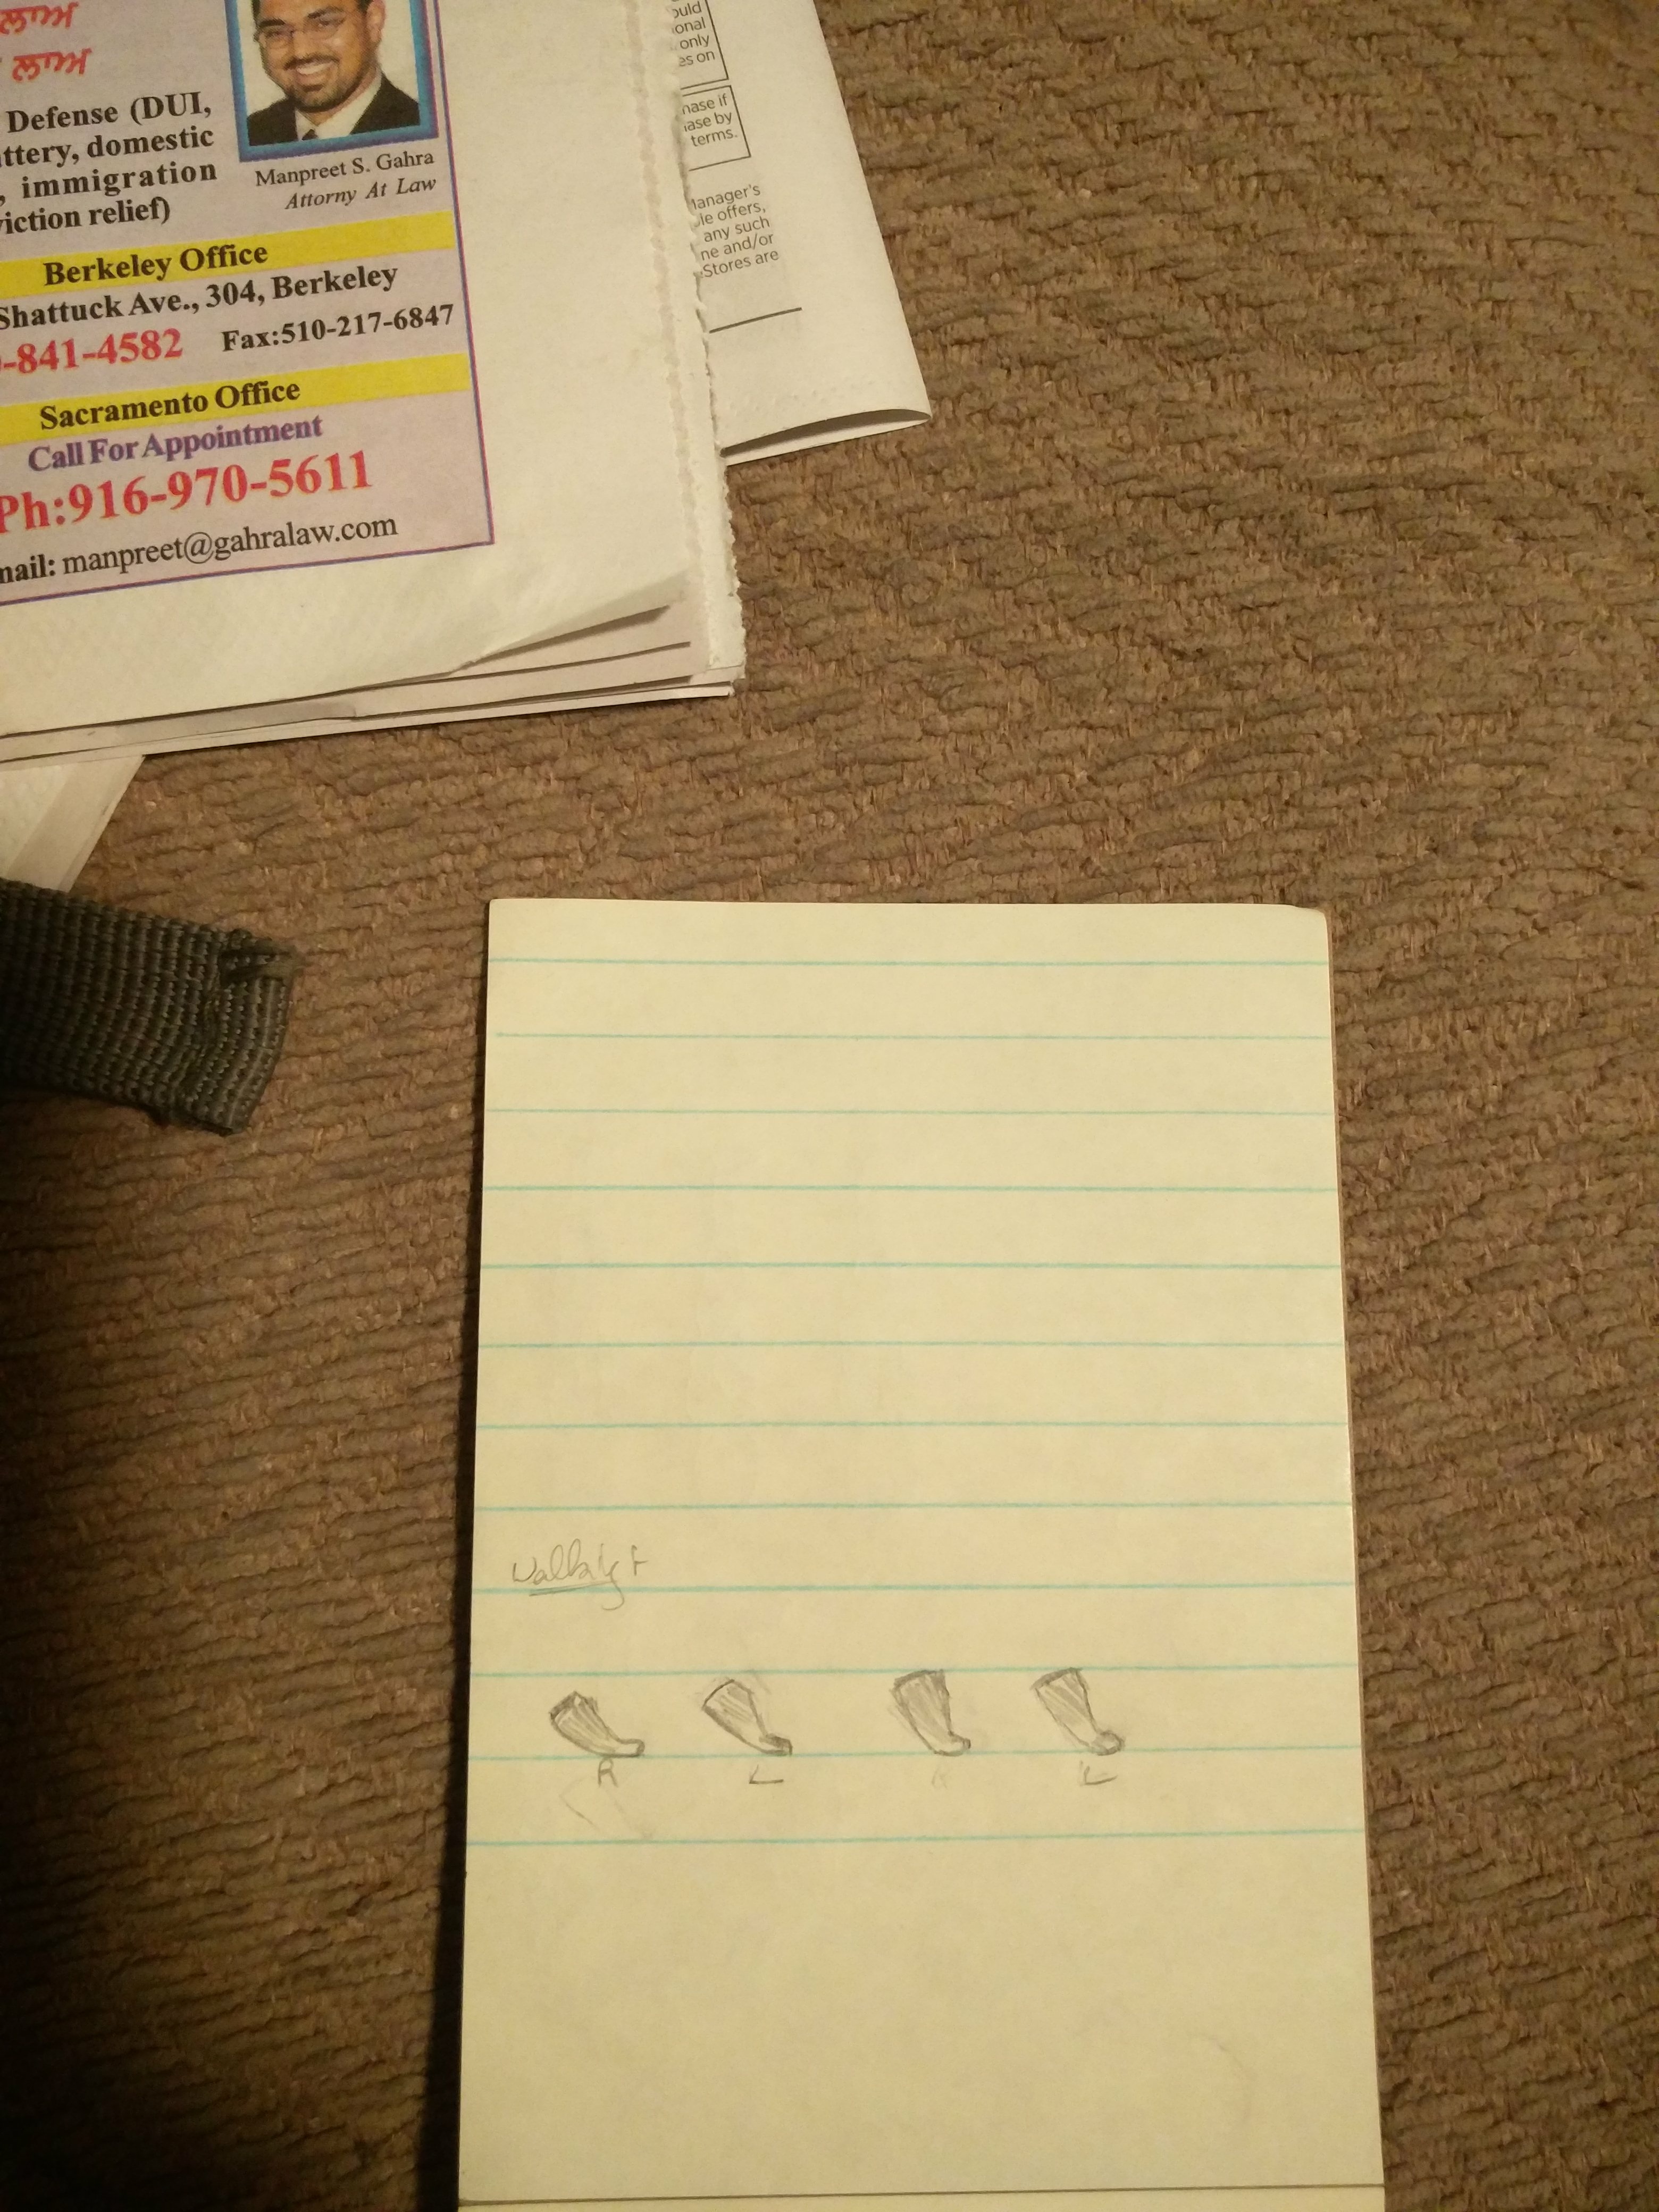 ਲਾਅ
ਲਾਅ
Defense (DUI,
ttery, domestic
, immigration
viction relief)
Manpreet S. Gahra
Attorny At Law
Berkeley Office
Shattuck Ave., 304, Berkeley
-841-4582 Fax:510-217-6847
Sacramento Office
Call For Appointment
Ph:916-970-5611
mail: manpreet@gahralaw.com
ould
onal
only
es on
hase if
ase by
terms.
Manager's
le offers,
any such
ne and/or
Stores are
R L R L